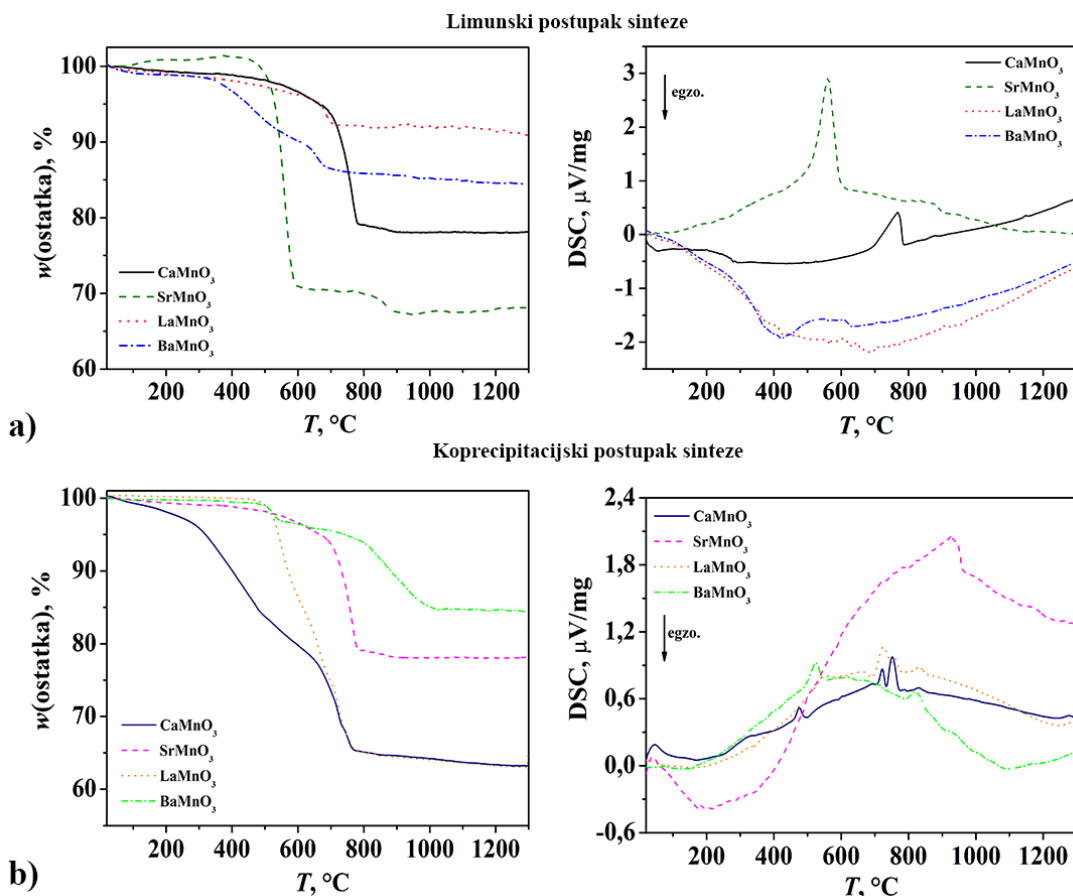 Limunski postupak sinteze
a)
w(ostatka), %
100
90
80
70
60
CaMnO3
SrMnO3
LaMnO3
BaMnO3
200 400 600 800 1000 1200
T, °C
DSC, µV/mg
3
2
1
0
-1
-2
egzo.
CaMnO3
SrMnO3
LaMnO3
BaMnO3
200 400 600 800 1000 1200
T, °C
Koprecipitacijski postupak sinteze
b)
w(ostatka), %
100
90
80
70
60
CaMnO3
SrMnO3
LaMnO3
BaMnO3
200 400 600 800 1000 1200
T, °C
DSC, µV/mg
2,4
1,8
1,2
0,6
0,0
-0,6
CaMnO3
SrMnO3
LaMnO3
BaMnO3
egzo.
200 400 600 800 1000 1200
T, °C